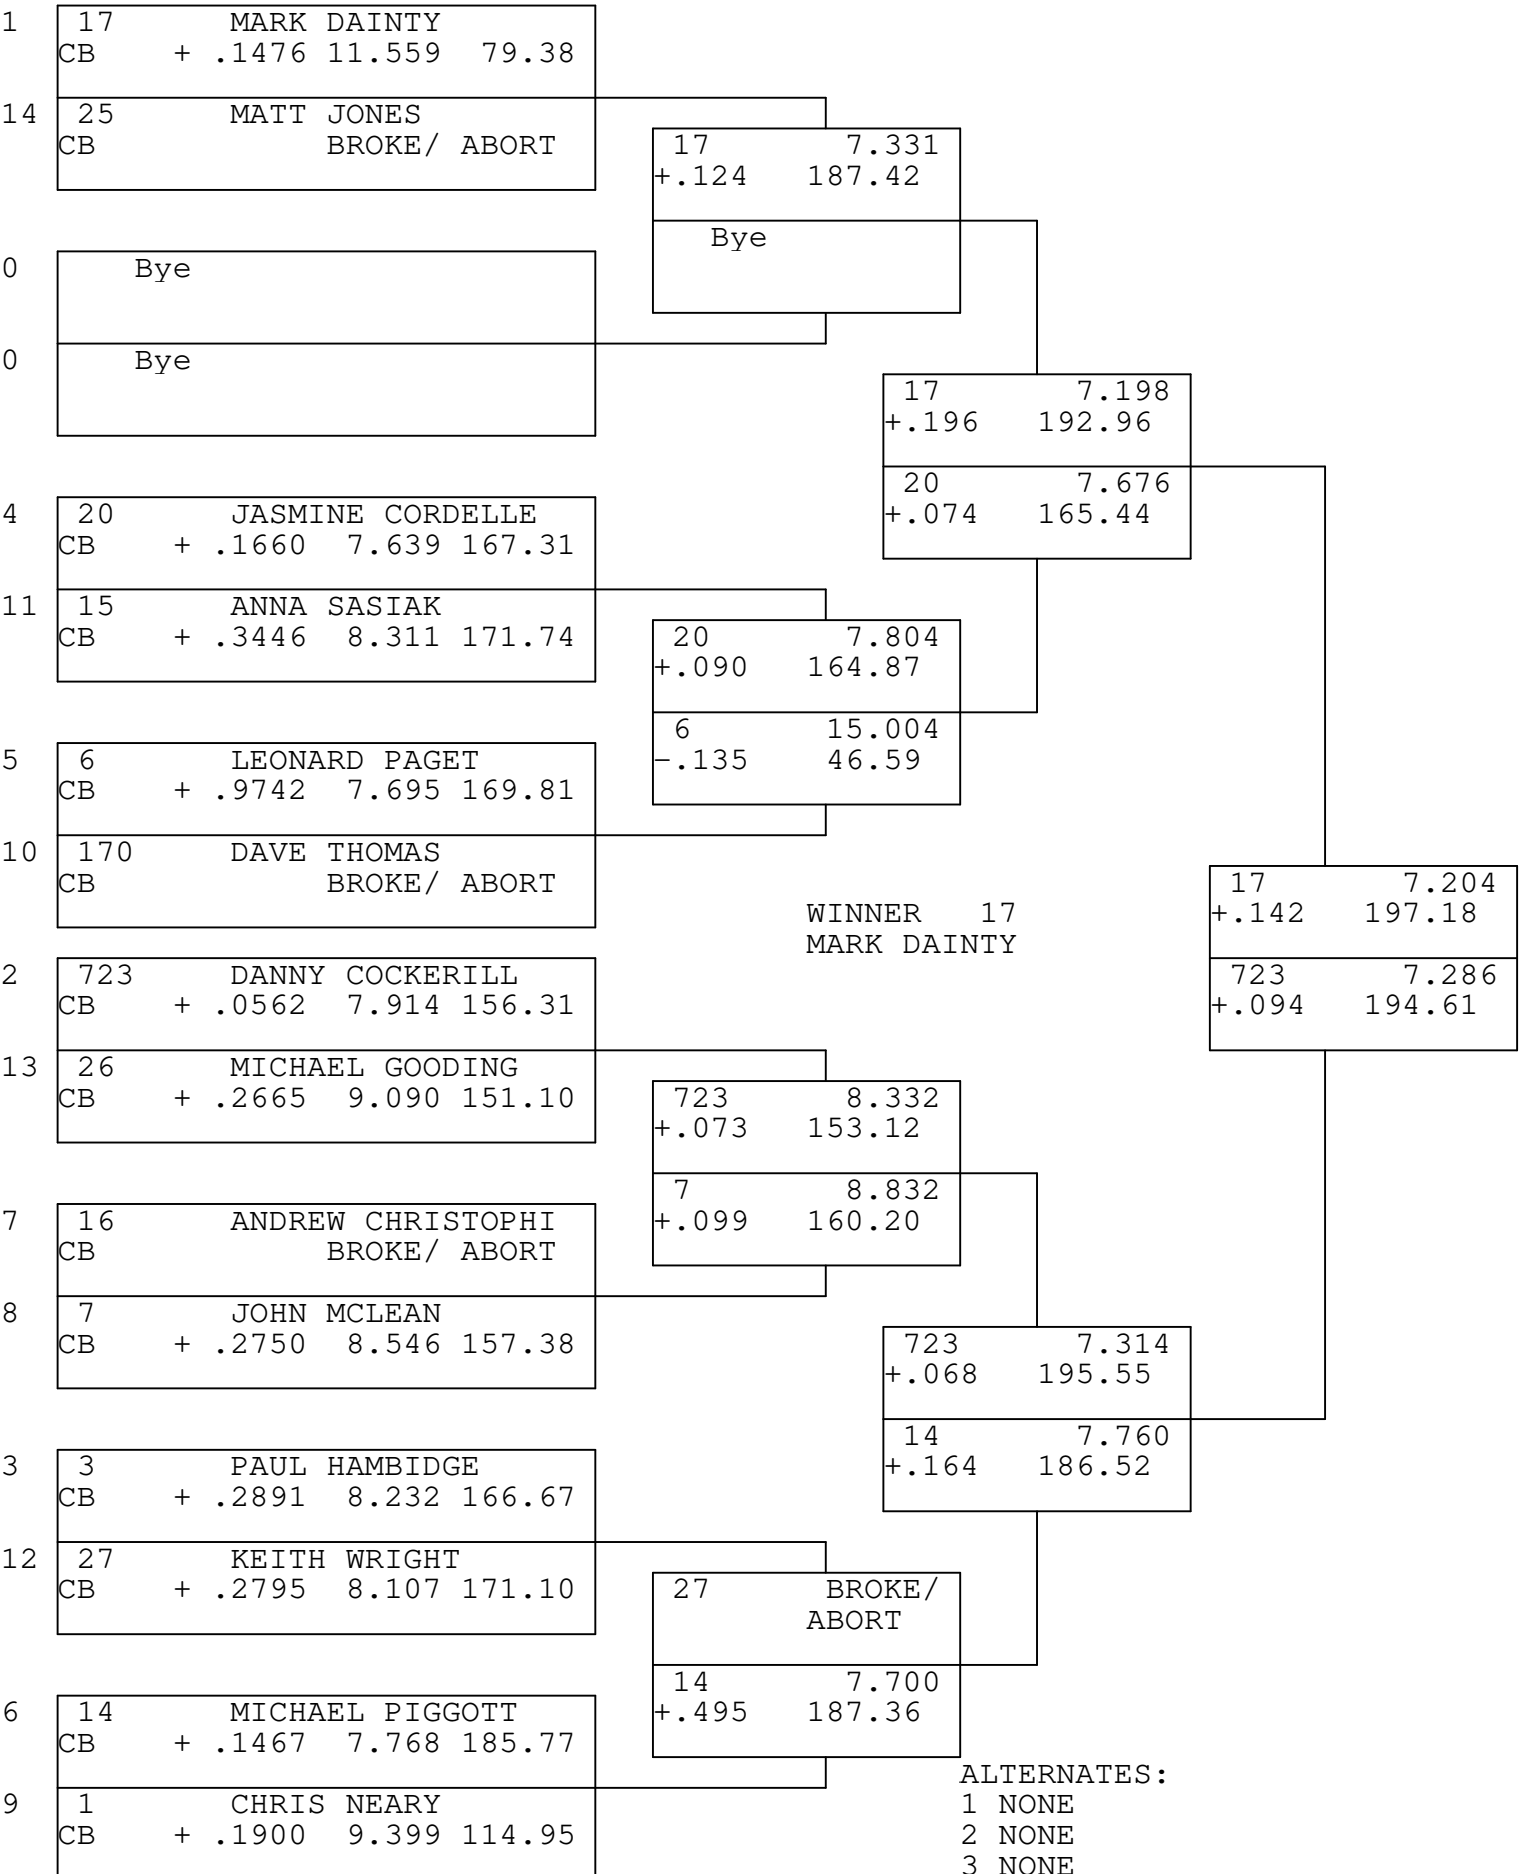 1 17 MARK DAINTY
CB + .1476 11.559 79.38
14 25 MATT JONES
CB BROKE/ ABORT
0 Bye
0 Bye
4 20 JASMINE CORDELLE
CB + .1660 7.639 167.31
11 15 ANNA SASIAK
CB + .3446 8.311 171.74
5 6 LEONARD PAGET
CB + .9742 7.695 169.81
10 170 DAVE THOMAS
CB BROKE/ ABORT
2 723 DANNY COCKERILL
CB + .0562 7.914 156.31
13 26 MICHAEL GOODING
CB + .2665 9.090 151.10
7 16 ANDREW CHRISTOPHI
CB BROKE/ ABORT
8 7 JOHN MCLEAN
CB + .2750 8.546 157.38
3 3 PAUL HAMBIDGE
CB + .2891 8.232 166.67
12 27 KEITH WRIGHT
CB + .2795 8.107 171.10
6 14 MICHAEL PIGGOTT
CB + .1467 7.768 185.77
9 1 CHRIS NEARY
CB + .1900 9.399 114.95
17 7.331
+.124 187.42
Bye
20 7.804
+.090 164.87
6 15.004
-.135 46.59
723 8.332
+.073 153.12
7 8.832
+.099 160.20
27 BROKE/
ABORT
14 7.700
+.495 187.36
17 7.198
+.196 192.96
20 7.676
+.074 165.44
723 7.314
+.068 195.55
14 7.760
+.164 186.52
17 7.204
+.142 197.18
723 7.286
+.094 194.61
WINNER 17
MARK DAINTY
ALTERNATES:
1 NONE
2 NONE
3 NONE